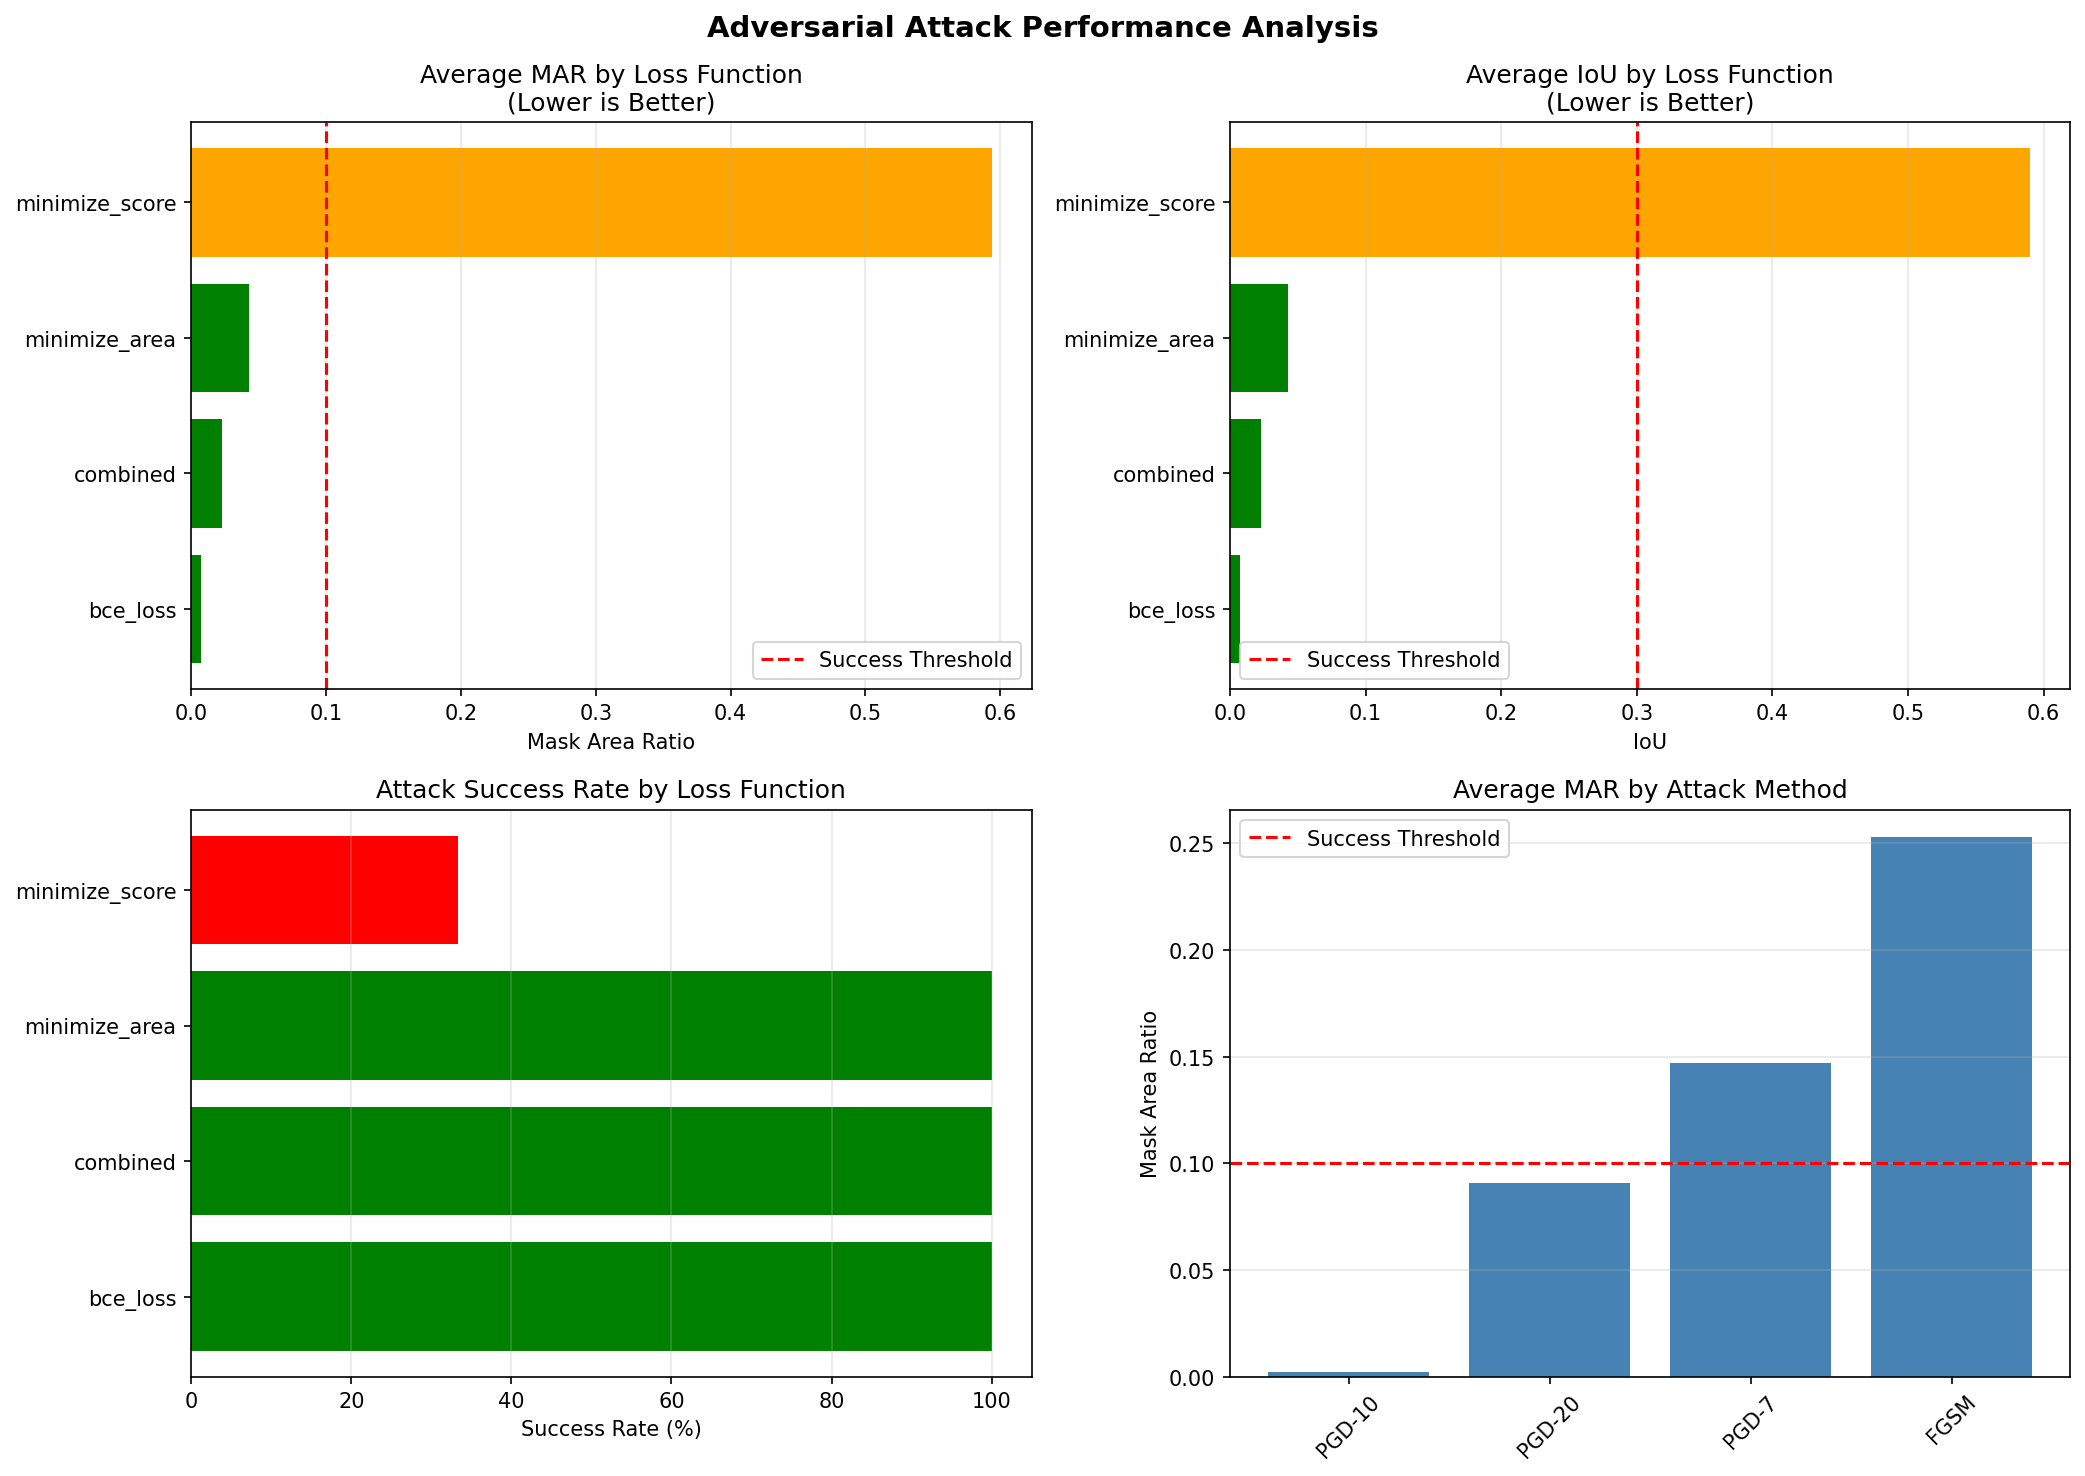 Adversarial Attack Performance Analysis
Average MAR by Loss Function
(Lower is Better)
minimize_score
minimize_area
combined
bce_loss
Success Threshold
0.0 0.1 0.2 0.3 0.4 0.5 0.6
Mask Area Ratio
Average IoU by Loss Function
(Lower is Better)
minimize_score
minimize_area
combined
bce_loss
Success Threshold
0.0 0.1 0.2 0.3 0.4 0.5 0.6
IoU
Attack Success Rate by Loss Function
minimize_score
minimize_area
combined
bce_loss
0 20 40 60 80 100
Success Rate (%)
Average MAR by Attack Method
Success Threshold
Mask Area Ratio
0.25
0.20
0.15
0.10
0.05
0.00
PGD-10 PGD-20 PGD-7 FGSM